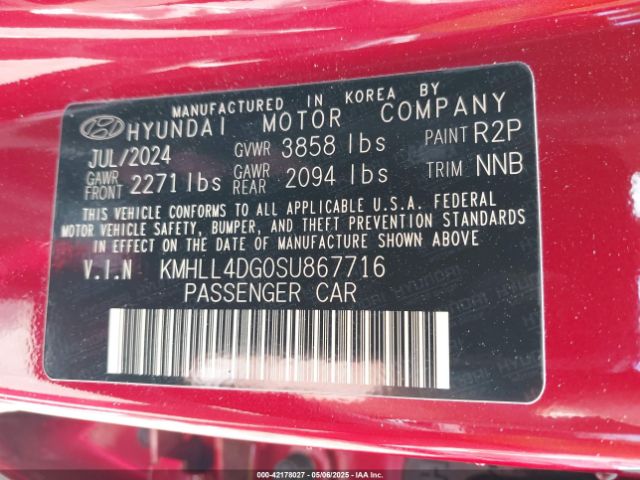 MANUFACTURED IN KOREA BY
HYUNDAI MOTOR COMPANY
JUL/2024 GVWR 3858 lbs PAINT R2P
GAWR FRONT 2271 lbs GAWR REAR 2094 lbs TRIM NNB
THIS VEHICLE CONFORMS TO ALL APPLICABLE U.S.A. FEDERAL
MOTOR VEHICLE SAFETY, BUMPER, AND THEFT PREVENTION STANDARDS
IN EFFECT ON THE DATE OF MANUFACTURE SHOWN ABOVE
V.I.N KMHLL4DG0SU867716
PASSENGER CAR
000-42178027 - 05/06/2025 - IAAI.COM